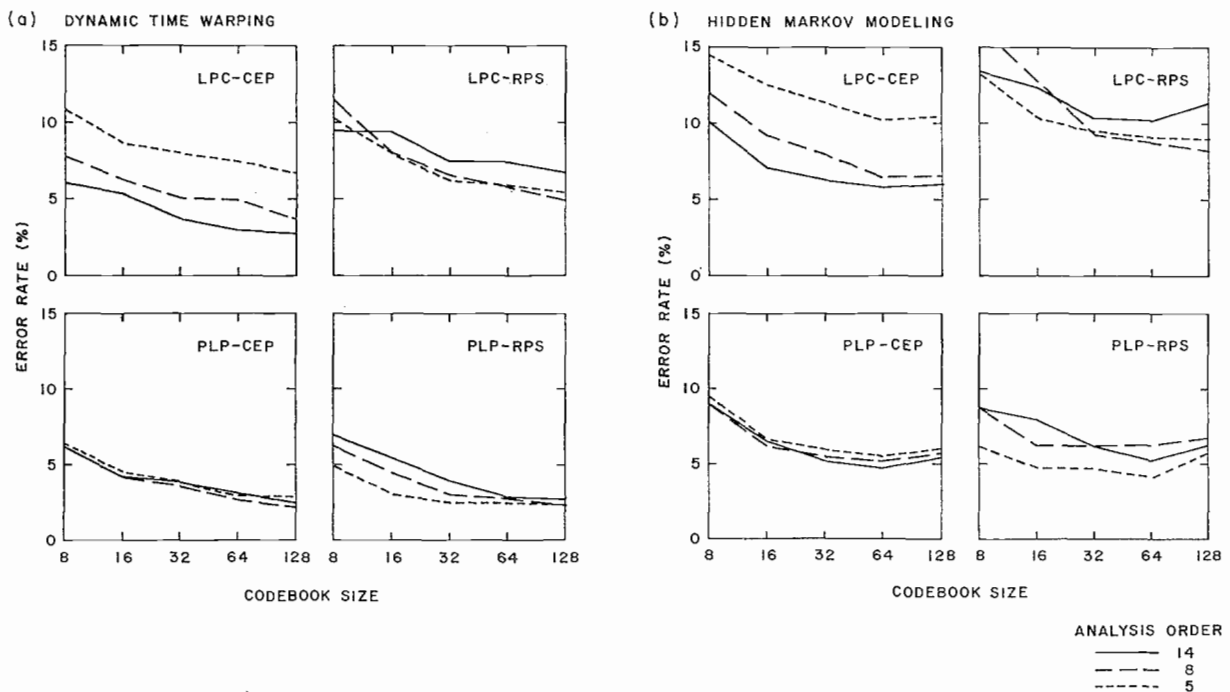 (a) DYNAMIC TIME WARPING
15
10
5
0
LPC-CEP
LPC-RPS
ERROR RATE (%)
15
10
5
0
PLP-CEP
PLP-RPS
8 16 32 64 128
8 16 32 64 128
CODEBOOK SIZE
(b) HIDDEN MARKOV MODELING
15
10
5
0
LPC-CEP
LPC-RPS
ERROR RATE (%)
15
10
5
0
PLP-CEP
PLP-RPS
8 16 32 64 128
8 16 32 64 128
CODEBOOK SIZE
ANALYSIS ORDER
14
8
5